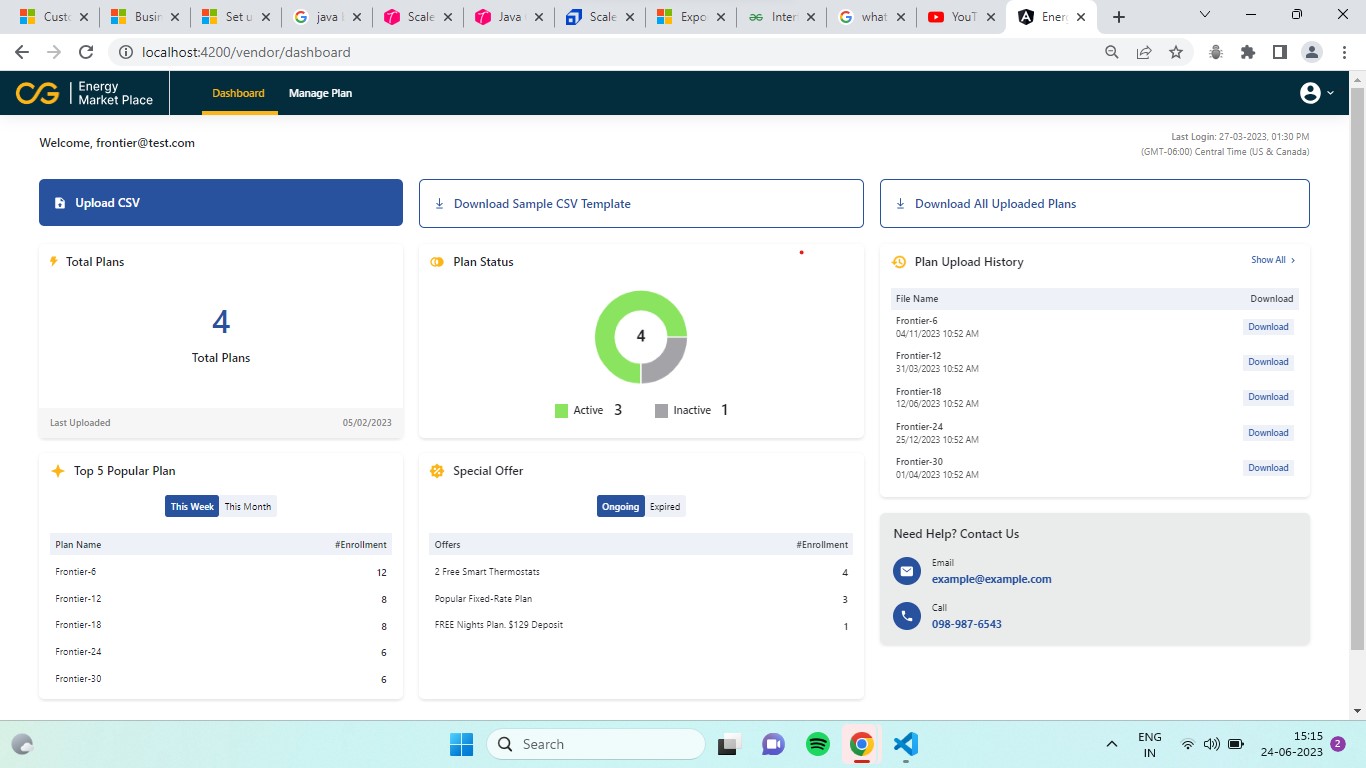 Custo
Busin
Set u
java l
Scale
Java
Scale
Expo
Inter
what
YouT
Energ
localhost:4200/vendor/dashboard
CG
Energy
Market Place
Dashboard
Manage Plan
Welcome, frontier@test.com
Last Login: 27-03-2023, 01:30 PM
(GMT-06:00) Central Time (US & Canada)
Upload CSV
Download Sample CSV Template
Download All Uploaded Plans
Total Plans
4
Total Plans
Last Uploaded 05/02/2023
Plan Status
4
Active 3 Inactive 1
Plan Upload History
Show All
File Name Download
Frontier-6
04/11/2023 10:52 AM
Download
Frontier-12
31/03/2023 10:52 AM
Download
Frontier-18
12/06/2023 10:52 AM
Download
Frontier-24
25/12/2023 10:52 AM
Download
Frontier-30
01/04/2023 10:52 AM
Download
Top 5 Popular Plan
This Week This Month
Plan Name #Enrollment
Frontier-6 12
Frontier-12 8
Frontier-18 8
Frontier-24 6
Frontier-30 6
Special Offer
Ongoing Expired
Offers #Enrollment
2 Free Smart Thermostats 4
Popular Fixed-Rate Plan 3
FREE Nights Plan. $129 Deposit 1
Need Help? Contact Us
Email
example@example.com
Call
098-987-6543
Search
ENG
IN
15:15
24-06-2023
2